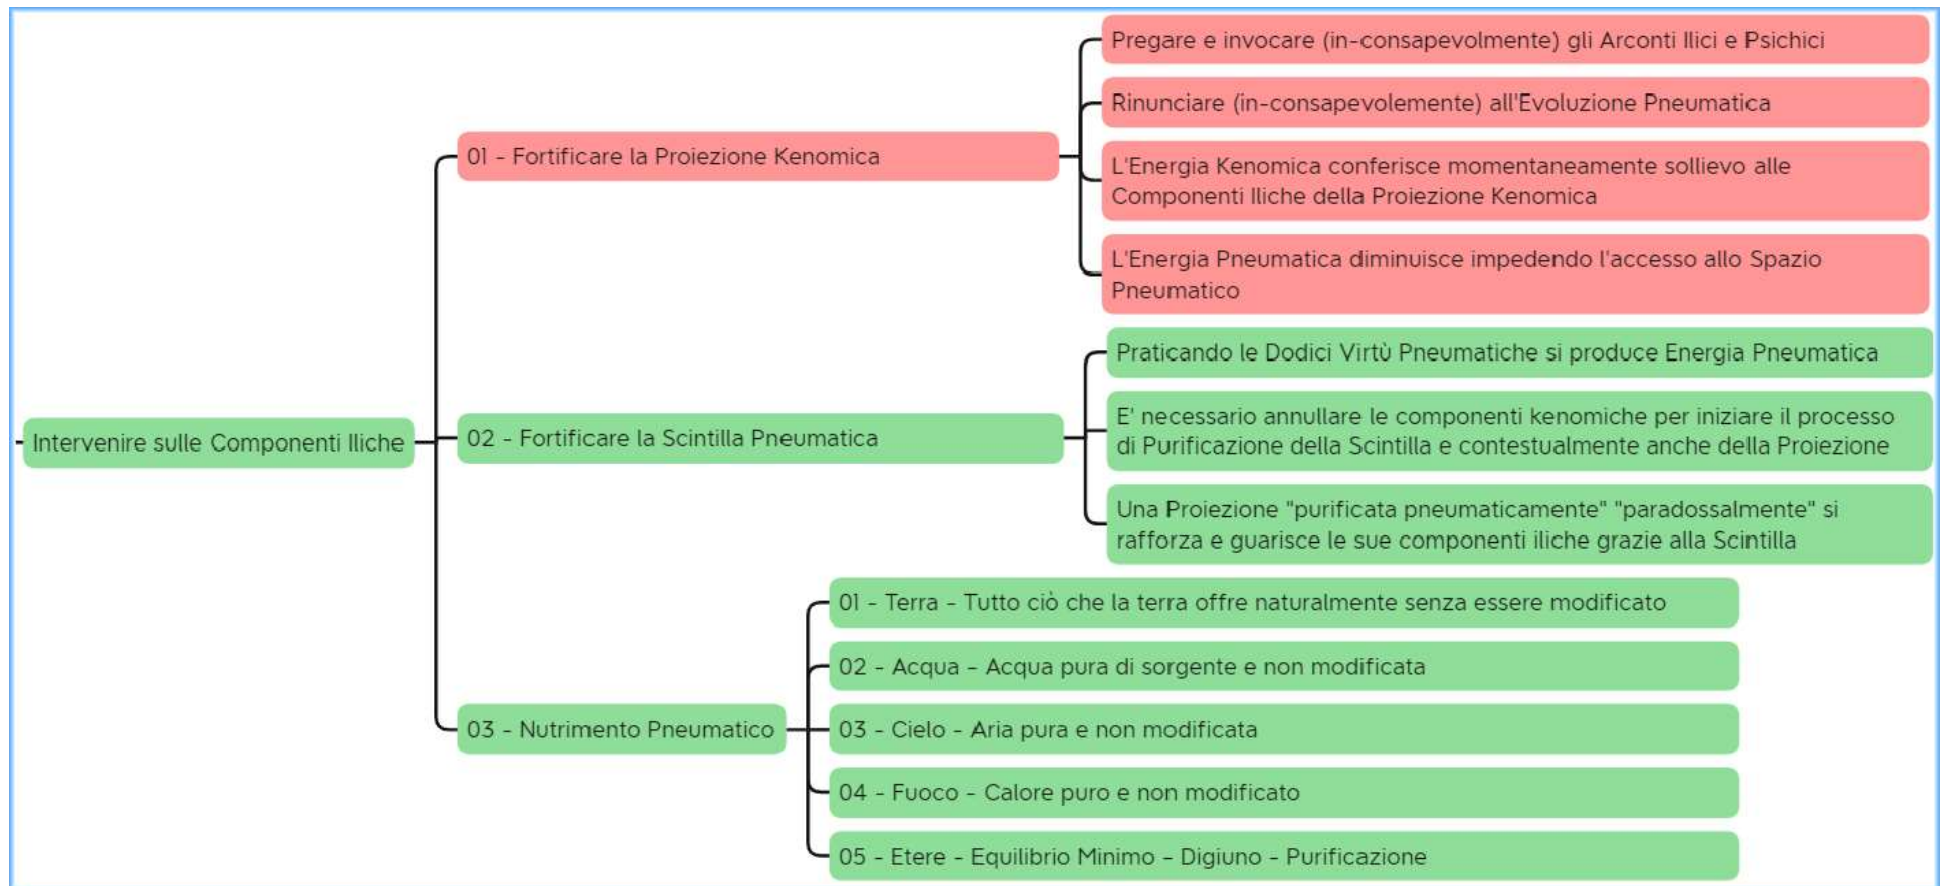 Intervenire sulle Componenti Iliche
01 - Fortificare la Proiezione Kenomica
Pregare e invocare (in-consapevolmente) gli Arconti Ilici e Psichici
Rinunciare (in-consapevolemente) all'Evoluzione Pneumatica
L'Energia Kenomica conferisce momentaneamente sollievo alle
Componenti Iliche della Proiezione Kenomica
L'Energia Pneumatica diminuisce impedendo l'accesso allo Spazio
Pneumatico
02 - Fortificare la Scintilla Pneumatica
Praticando le Dodici Virtù Pneumatiche si produce Energia Pneumatica
E' necessario annullare le componenti kenomiche per iniziare il processo
di Purificazione della Scintilla e contestualmente anche della Proiezione
Una Proiezione "purificata pneumaticamente" "paradossalmente" si
rafforza e guarisce le sue componenti iliche grazie alla Scintilla
03 - Nutrimento Pneumatico
01 - Terra - Tutto ciò che la terra offre naturalmente senza essere modificato
02 - Acqua - Acqua pura di sorgente e non modificata
03 - Cielo - Aria pura e non modificata
04 - Fuoco - Calore puro e non modificato
05 - Etere - Equilibrio Minimo - Digiuno - Purificazione